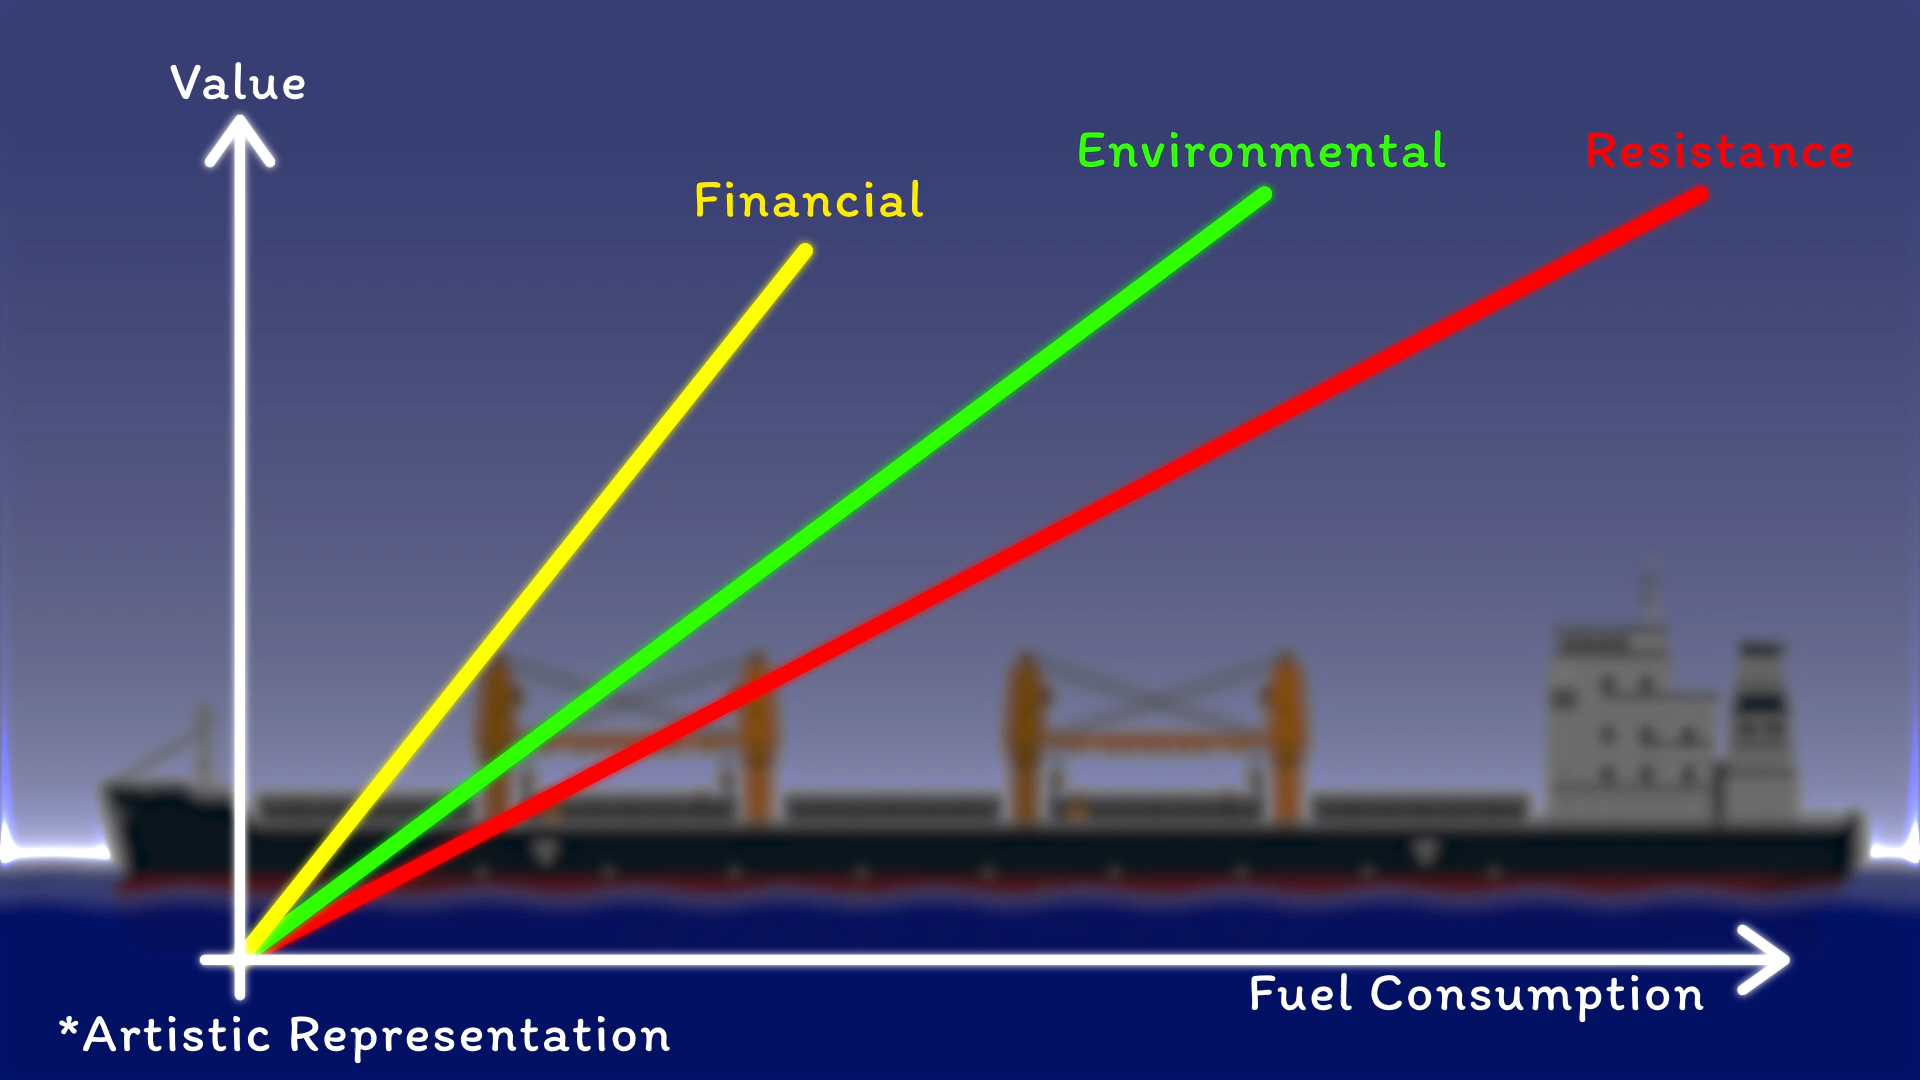 Value
Environmental
Resistance
Financial
Fuel Consumption
*Artistic Representation